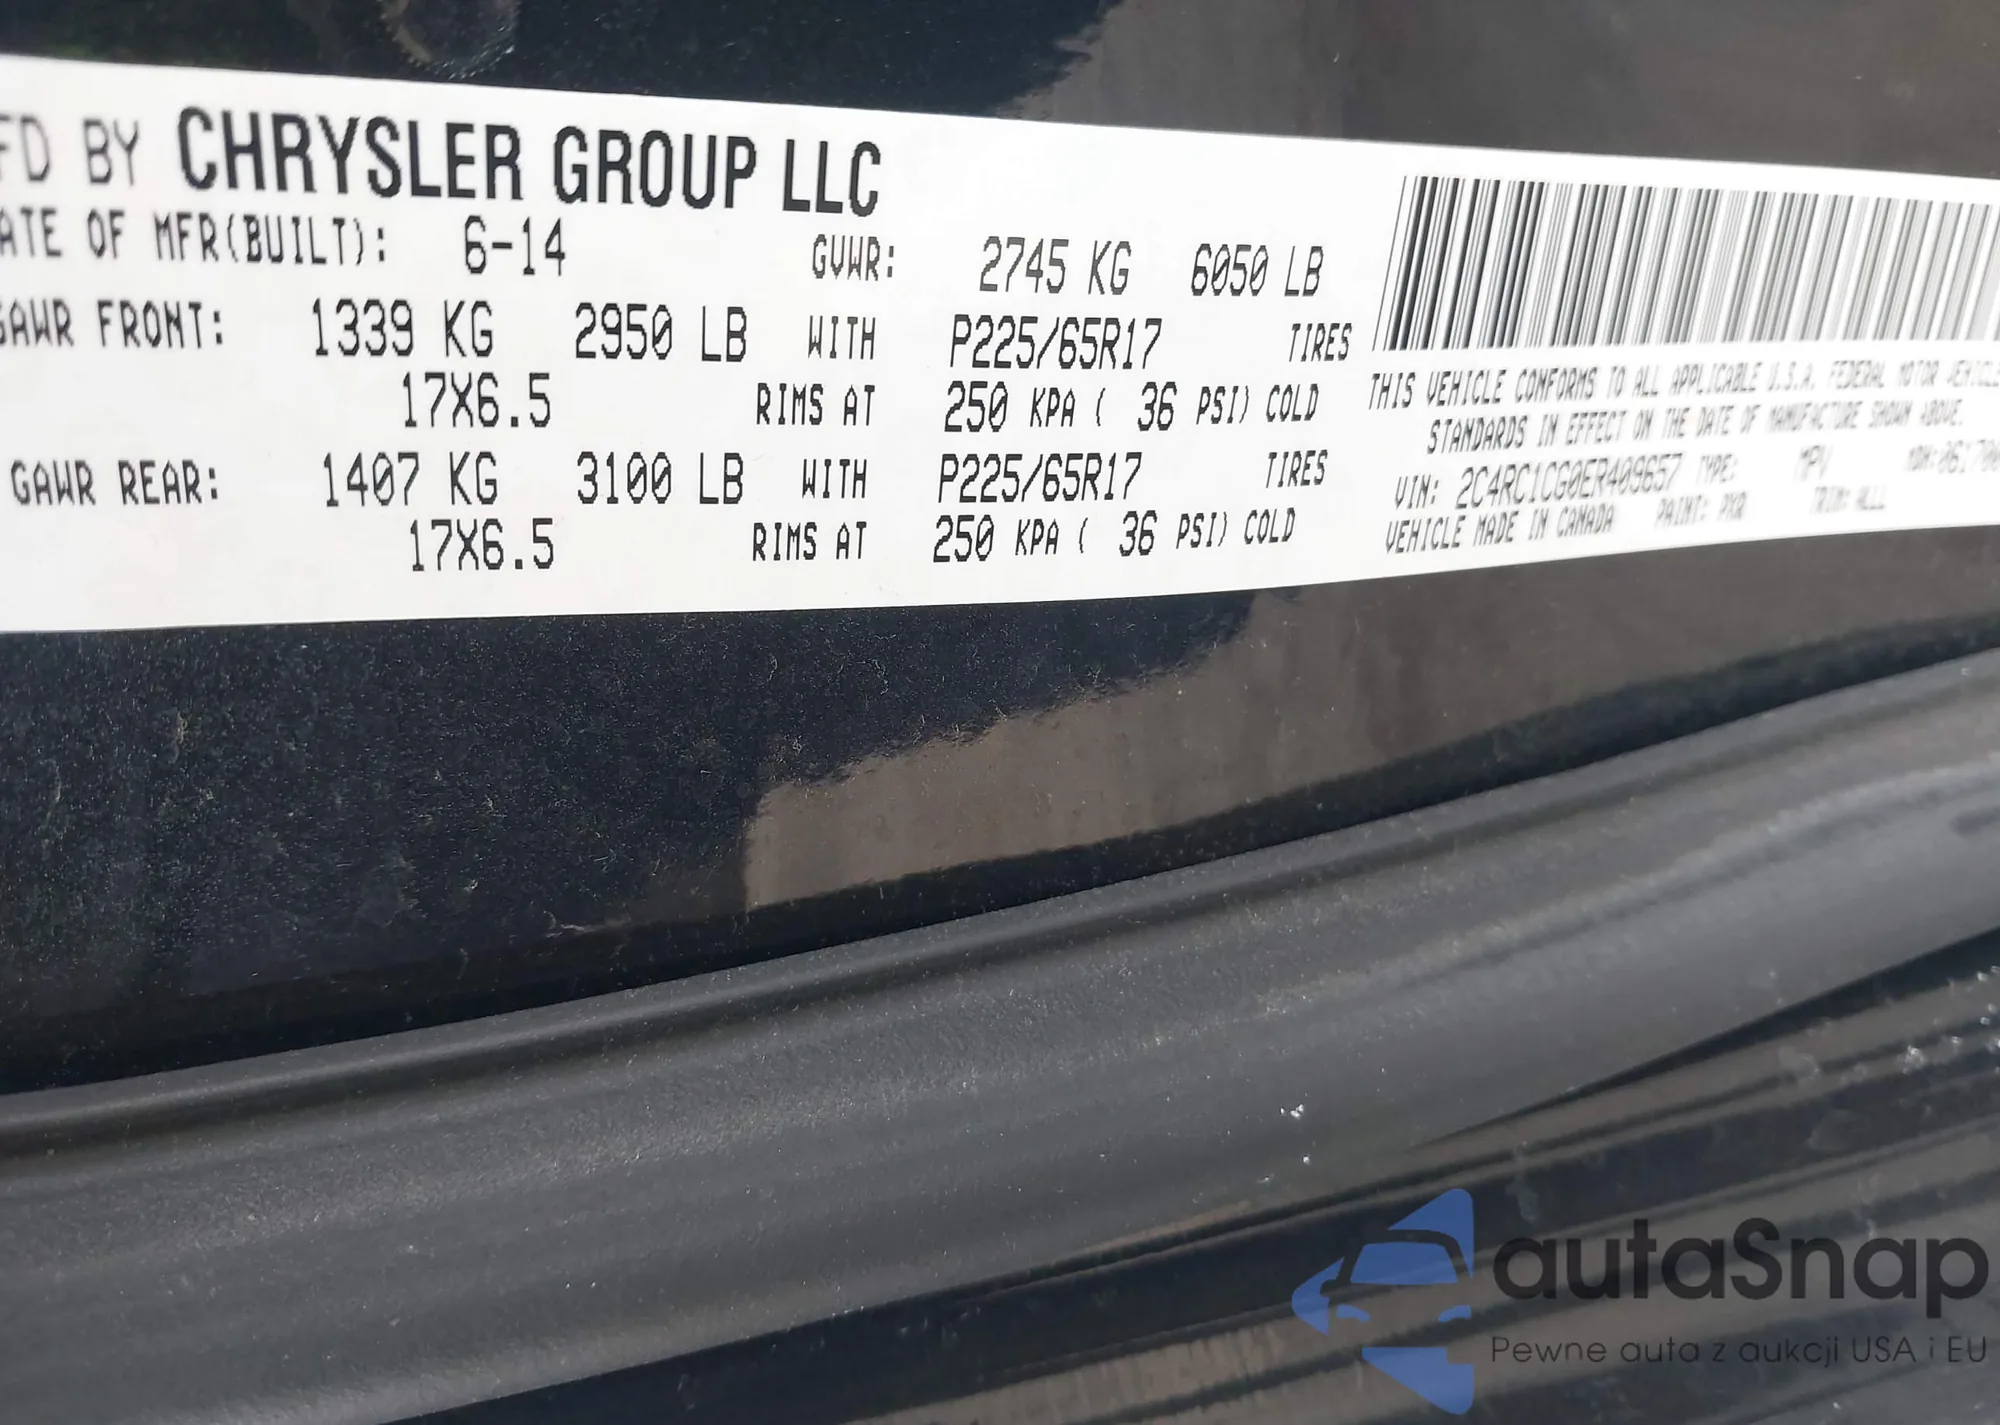 FD BY CHRYSLER GROUP LLC
ATE OF MFR(BUILT): 6-14 GVWR: 2745 KG 6050 LB
GAWR FRONT: 1339 KG 2950 LB WITH P225/65R17 TIRES
17X6.5 RIMS AT 250 KPA ( 36 PSI) COLD
GAWR REAR: 1407 KG 3100 LB WITH P225/65R17 TIRES
17X6.5 RIMS AT 250 KPA ( 36 PSI) COLD
THIS VEHICLE CONFORMS TO ALL APPLICABLE U.S.A. FEDERAL MOTOR VEHICLE
STANDARDS IN EFFECT ON THE DATE OF MANUFACTURE SHOWN ABOVE.
VIN: 2C4RC1CG0ER409657 TYPE: MPV
VEHICLE MADE IN CANADA PAINT: PXR TRIM:
autaSnap
Pewne auta z aukcji USA i EU